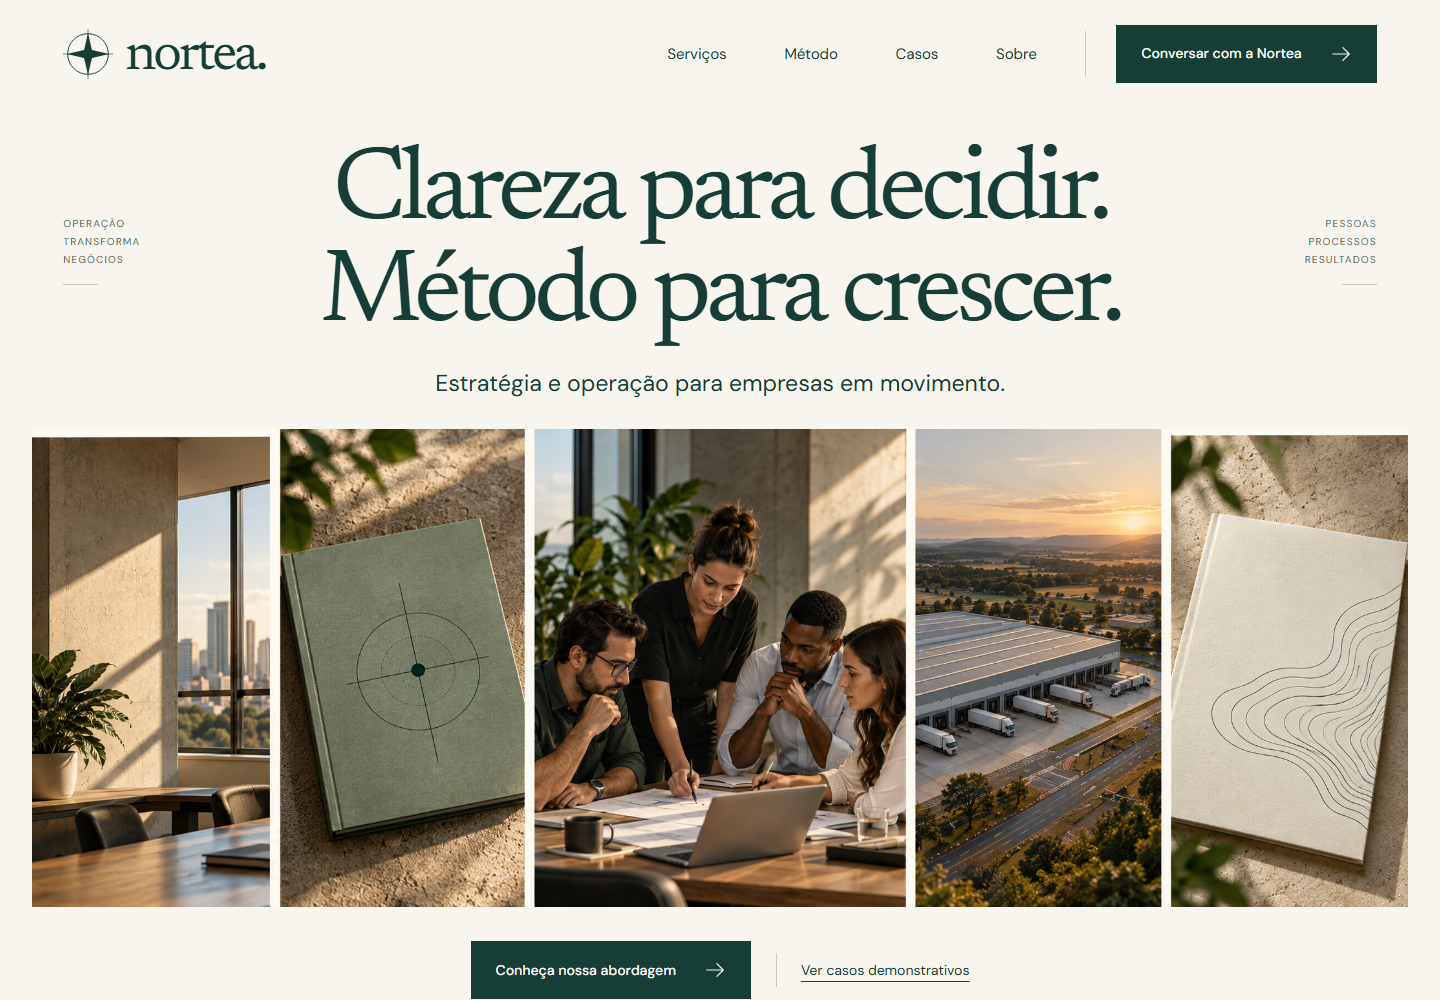 nortea.
Serviços
Método
Casos
Sobre
Conversar com a Nortea
Clareza para decidir.
Método para crescer.
OPERAÇÃO
TRANSFORMA
NEGÓCIOS
PESSOAS
PROCESSOS
RESULTADOS
Estratégia e operação para empresas em movimento.
Conheça nossa abordagem
Ver casos demonstrativos